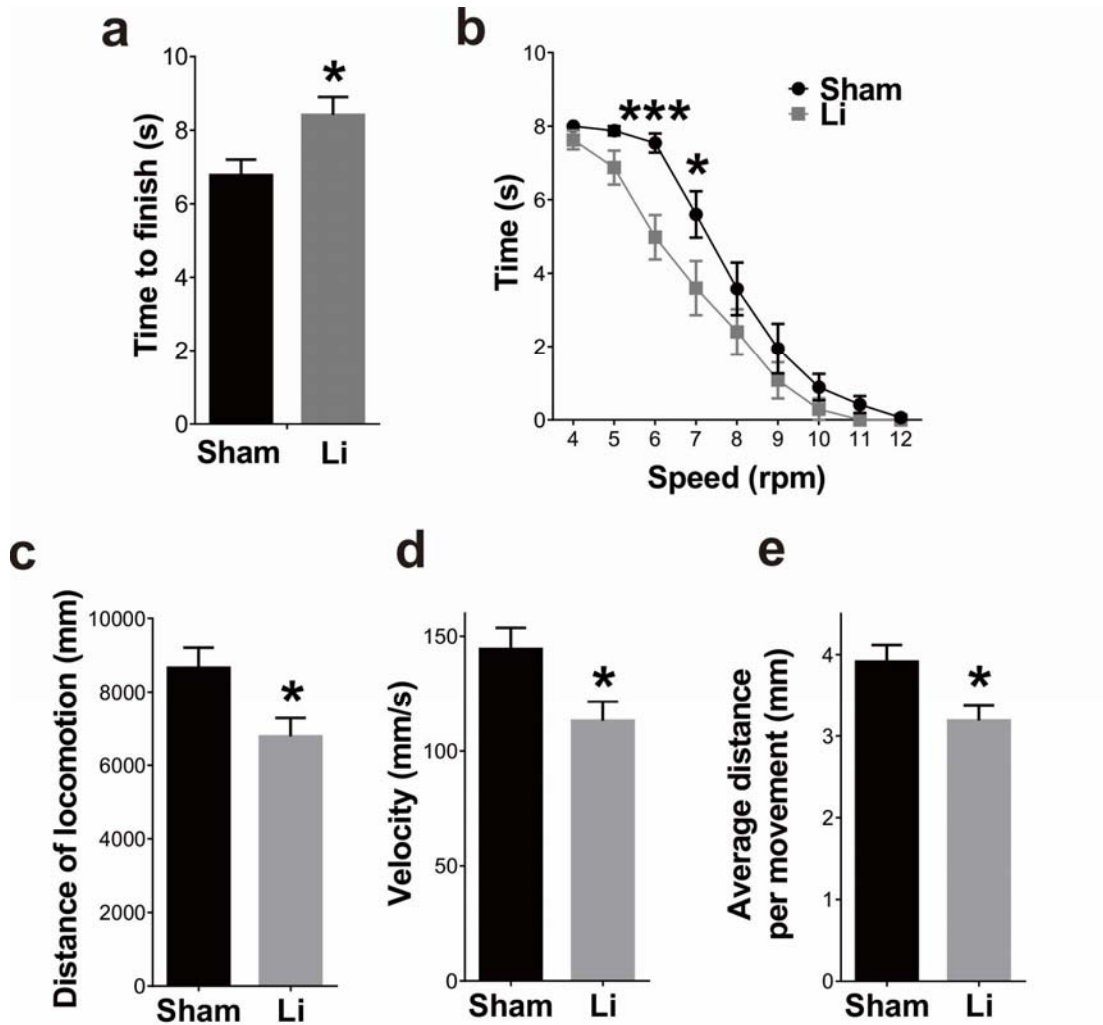 a
Time to finish (s)
10
8
6
4
2
0
*
Sham
Li
b
Time (s)
10
8
6
4
2
0
***
*
Sham
Li
4 5 6 7 8 9 10 11 12
Speed (rpm)
c
Distance of locomotion (mm)
10000
8000
6000
4000
2000
0
*
Sham
Li
d
Velocity (mm/s)
150
100
50
0
*
Sham
Li
e
Average distance
per movement (mm)
4
3
2
1
0
*
Sham
Li